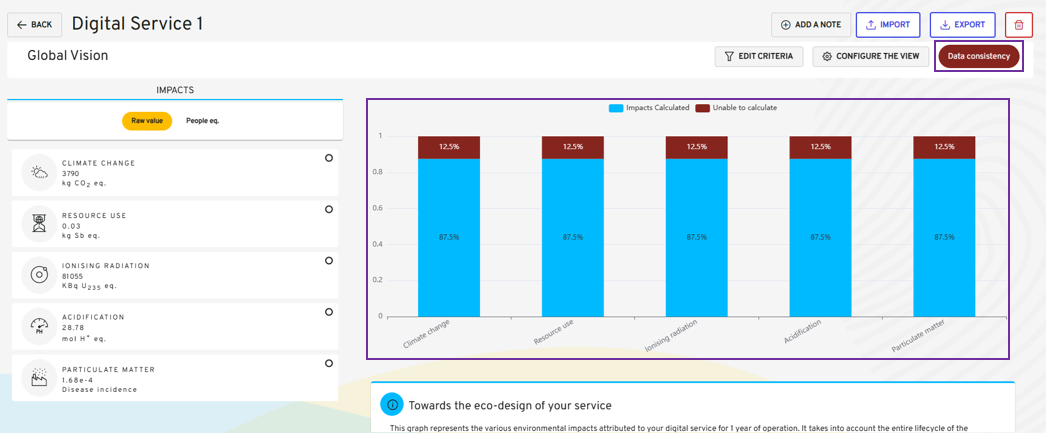 BACK
Digital Service 1
ADD A NOTE
IMPORT
EXPORT
Global Vision
EDIT CRITERIA
CONFIGURE THE VIEW
Data consistency
IMPACTS
Raw value
People eq.
CLIMATE CHANGE
3790
kg CO2 eq.
RESOURCE USE
0.03
kg Sb eq.
IONISING RADIATION
81055
KBq U235 eq.
ACIDIFICATION
28.78
PH
mol H+ eq.
PARTICULATE MATTER
1.68e-4
Disease incidence
Impacts Calculated
Unable to calculate
1
0.8
0.6
0.4
0.2
0
12.5%
12.5%
12.5%
12.5%
12.5%
87.5%
87.5%
87.5%
87.5%
87.5%
Climate change
Resource use
Ionising radiation
Acidification
Particulate matter
Towards the eco-design of your service
This graph represents the various environmental impacts attributed to your digital service for 1 year of operation. It takes into account the entire lifecycle of the